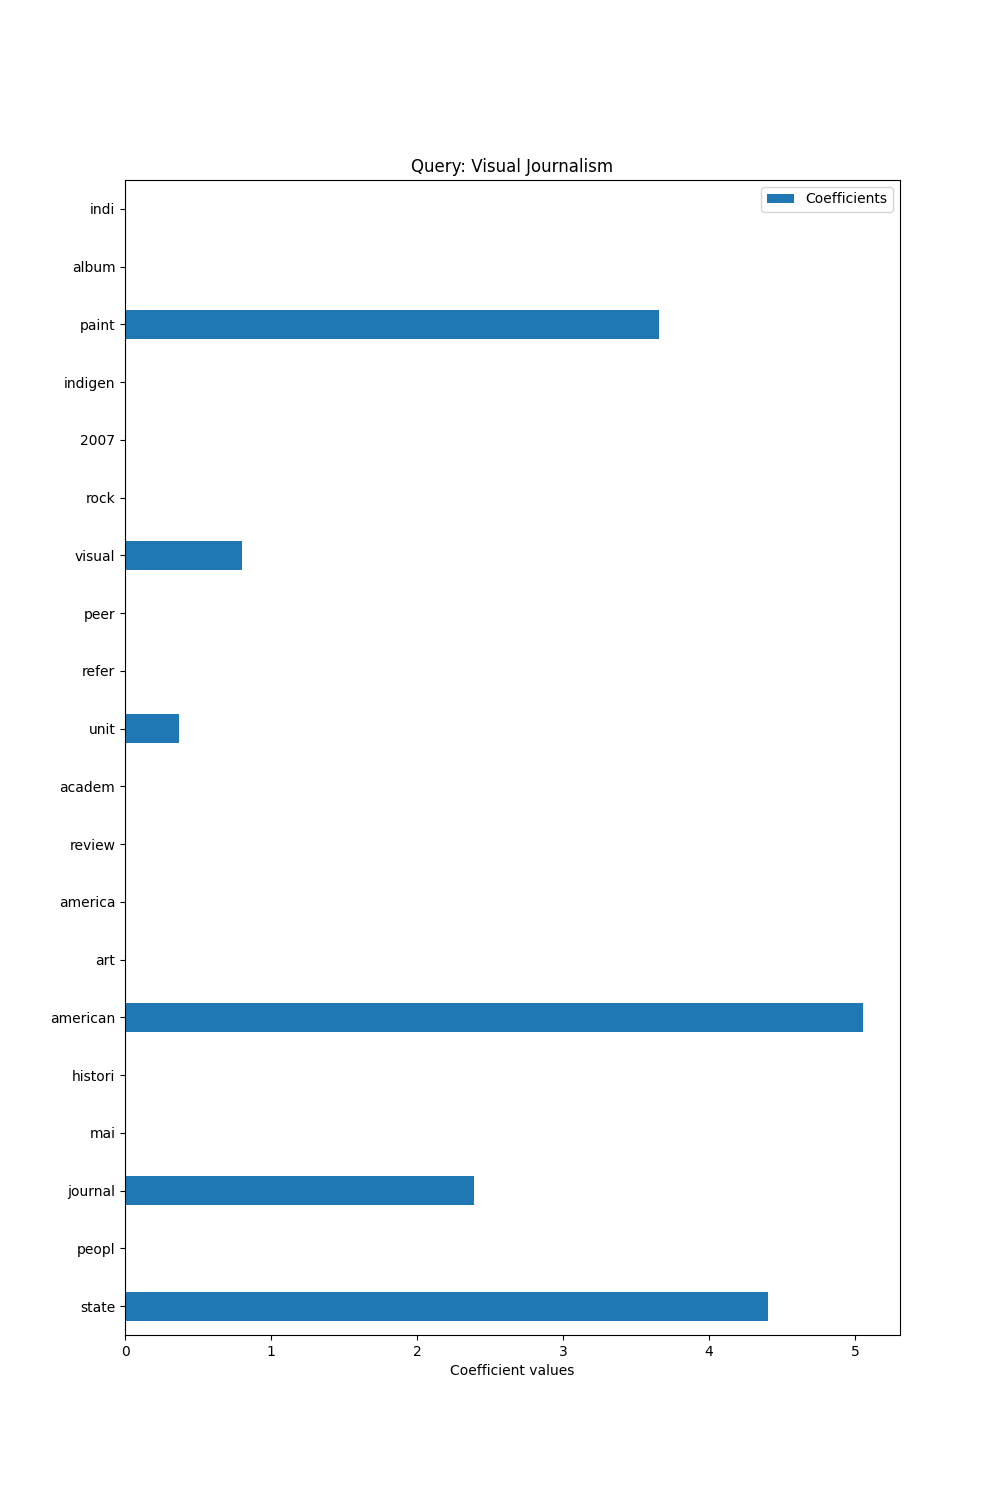 Query: Visual Journalism
Coefficients
indi
album
paint
indigen
2007
rock
visual
peer
refer
unit
academ
review
america
art
american
histori
mai
journal
peopl
state
0 1 2 3 4 5
Coefficient values